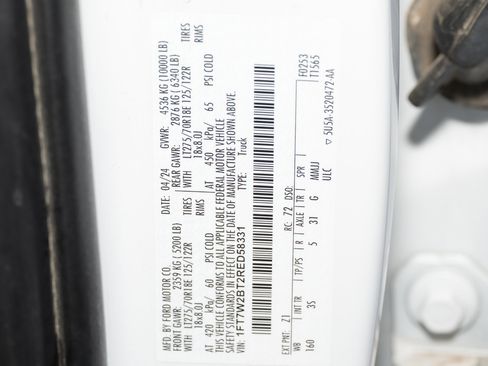 MFD. BY FORD MOTOR CO.
DATE: 04/24 GVWR: 4536 KG (10000 LB)
FRONT GAWR: 2359 KG (5200 LB) REAR GAWR: 2876 KG (6340 LB)
WITH LT275/70R18E 125/122R TIRES WITH LT275/70R18E 125/122R TIRES
18x8.0J RIMS 18x8.0J RIMS
AT 420 kPa/ 60 PSI COLD AT 450 kPa/ 65 PSI COLD
THIS VEHICLE CONFORMS TO ALL APPLICABLE FEDERAL MOTOR VEHICLE
SAFETY STANDARDS IN EFFECT ON THE DATE OF MANUFACTURE SHOWN ABOVE.
VIN: 1FT7W2BT2RED58331 TYPE: Truck
F0253
T1565
EXT PNT: Z1 RC: 72 DSO:
WB INT TR TP/PS R AXLE TR SPR
160 3S 5 31 G MMJJ
ULC
5U5A-3520472-AA